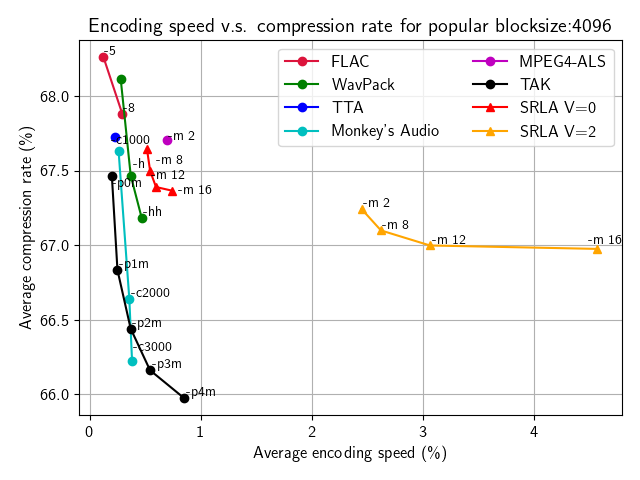 Encoding speed v.s. compression rate for popular blocksize:4096
FLAC
WavPack
TTA
Monkey's Audio
MPEG4-ALS
TAK
SRLA V=0
SRLA V=2
-5
-8
-c1000
-m 2
-h
-m 8
-p0m
-m 12
-m 16
-hh
-m 2
-m 8
-m 12
-m 16
-p1m
-c2000
-p2m
-c3000
-p3m
-p4m
68.0
67.5
67.0
66.5
66.0
Average compression rate (%)
0 1 2 3 4
Average encoding speed (%)